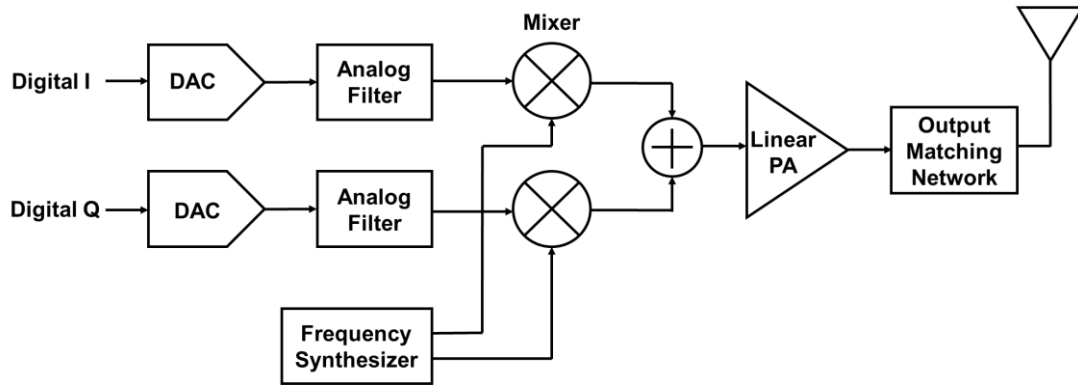 Mixer
Digital I
DAC
Analog
Filter
Linear
PA
Output
Matching
Network
Digital Q
DAC
Analog
Filter
Frequency
Synthesizer